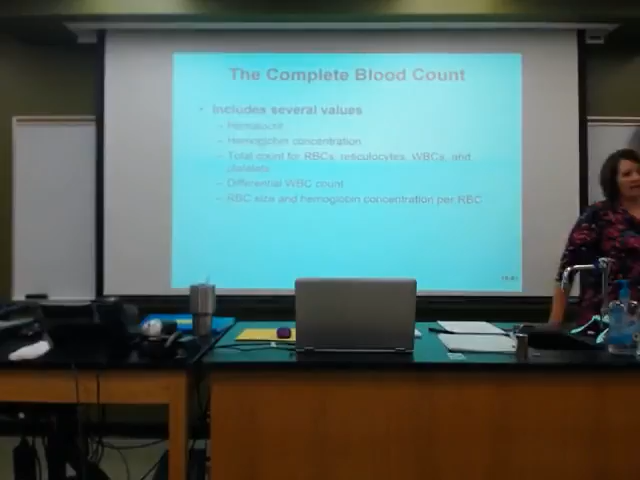 The Complete Blood Count
• Includes several values
– Hematocrit
– Hemoglobin concentration
– Total count for RBCs, reticulocytes, WBCs, and
platelets
– Differential WBC count
– RBC size and hemoglobin concentration per RBC